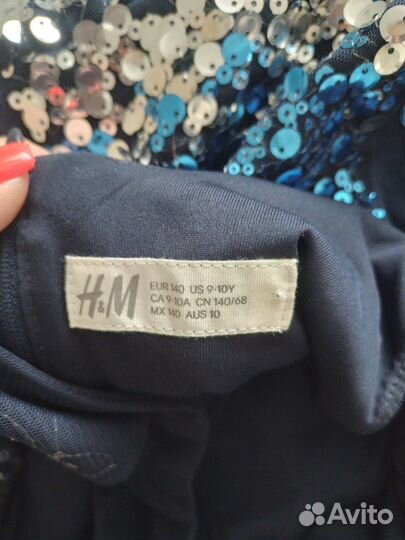 H&M
EUR 140 US 9-10Y
CA 9-10A CN 140/68
MX 140 AUS 10
Avito